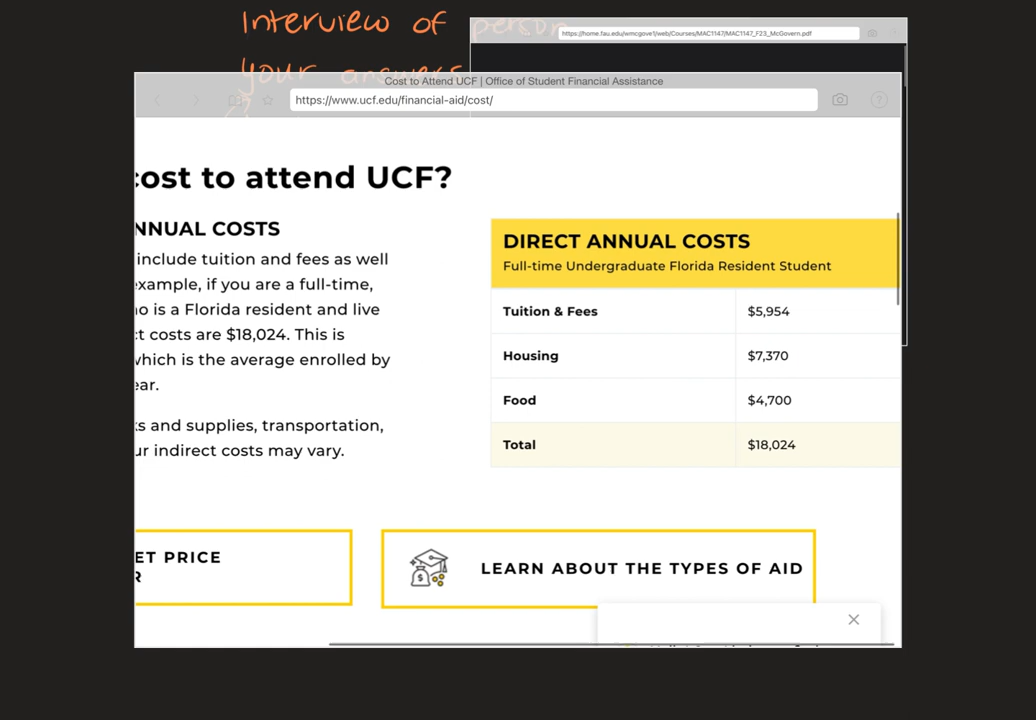 Interview of person
https://home.fau.edu/wmcgove1/web/Courses/MAC1147/MAC1147_F23_McGovern.pdf
your answers
Cost to Attend UCF | Office of Student Financial Assistance
https://www.ucf.edu/financial-aid/cost/
cost to attend UCF?
NNUAL COSTS
include tuition and fees as well
example, if you are a full-time,
o is a Florida resident and live
t costs are $18,024. This is
which is the average enrolled by
ear.
ks and supplies, transportation,
ur indirect costs may vary.
DIRECT ANNUAL COSTS
Full-time Undergraduate Florida Resident Student
Tuition & Fees $5,954
Housing $7,370
Food $4,700
Total $18,024
ET PRICE
R
LEARN ABOUT THE TYPES OF AID